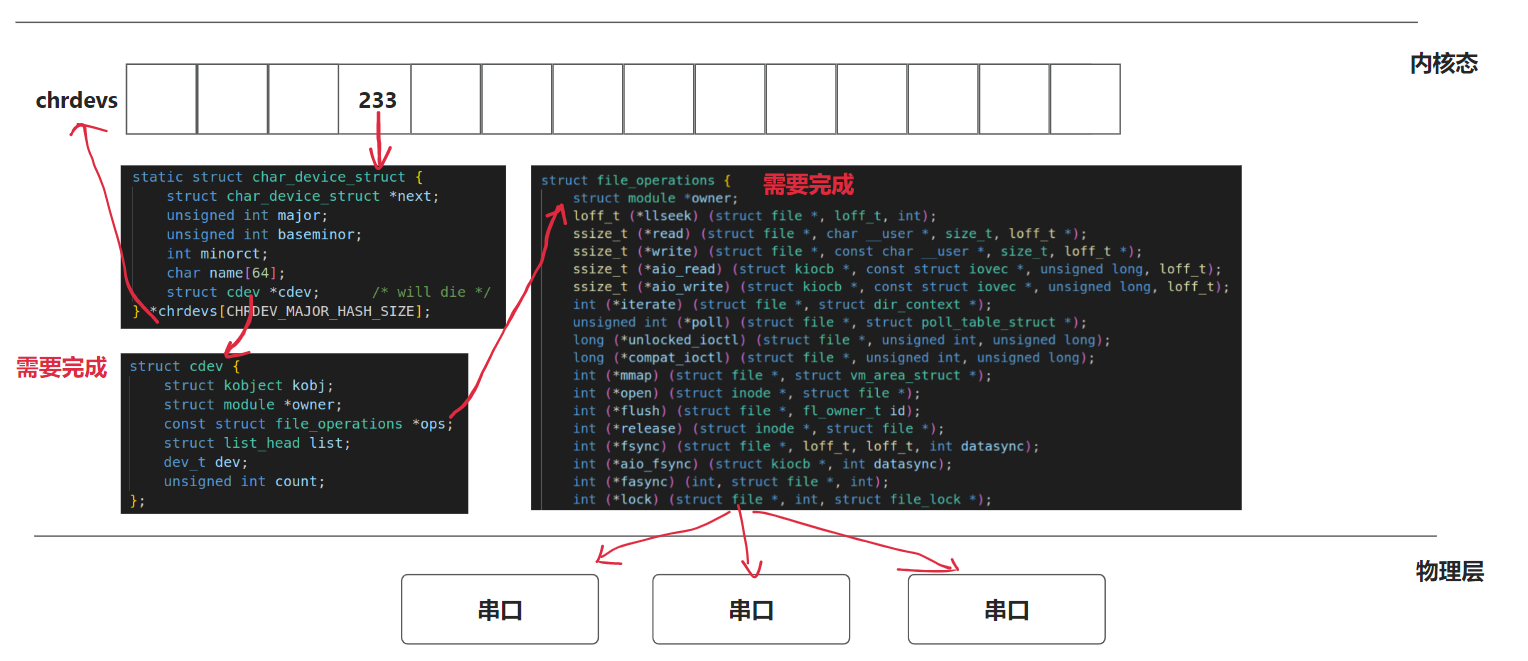 内核态
chrdevs
233
static struct char_device_struct {
struct char_device_struct *next;
unsigned int major;
unsigned int baseminor;
int minorct;
char name[64];
struct cdev *cdev; /* will die */
} *chrdevs[CHRDEV_MAJOR_HASH_SIZE];
需要完成
struct cdev {
struct kobject kobj;
struct module *owner;
const struct file_operations *ops;
struct list_head list;
dev_t dev;
unsigned int count;
};
struct file_operations {
需要完成
struct module *owner;
loff_t (*llseek) (struct file *, loff_t, int);
ssize_t (*read) (struct file *, char __user *, size_t, loff_t *);
ssize_t (*write) (struct file *, const char __user *, size_t, loff_t *);
ssize_t (*aio_read) (struct kiocb *, const struct iovec *, unsigned long, loff_t);
ssize_t (*aio_write) (struct kiocb *, const struct iovec *, unsigned long, loff_t);
int (*iterate) (struct file *, struct dir_context *);
unsigned int (*poll) (struct file *, struct poll_table_struct *);
long (*unlocked_ioctl) (struct file *, unsigned int, unsigned long);
long (*compat_ioctl) (struct file *, unsigned int, unsigned long);
int (*mmap) (struct file *, struct vm_area_struct *);
int (*open) (struct inode *, struct file *);
int (*flush) (struct file *, fl_owner_t id);
int (*release) (struct inode *, struct file *);
int (*fsync) (struct file *, loff_t, loff_t, int datasync);
int (*aio_fsync) (struct kiocb *, int datasync);
int (*fasync) (int, struct file *, int);
int (*lock) (struct file *, int, struct file_lock *);
物理层
串口
串口
串口